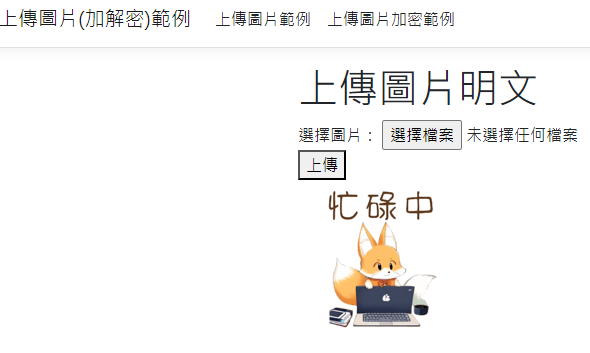 上傳圖片(加解密)範例 上傳圖片範例 上傳圖片加密範例
上傳圖片明文
選擇圖片： 選擇檔案 未選擇任何檔案
上傳
忙碌中